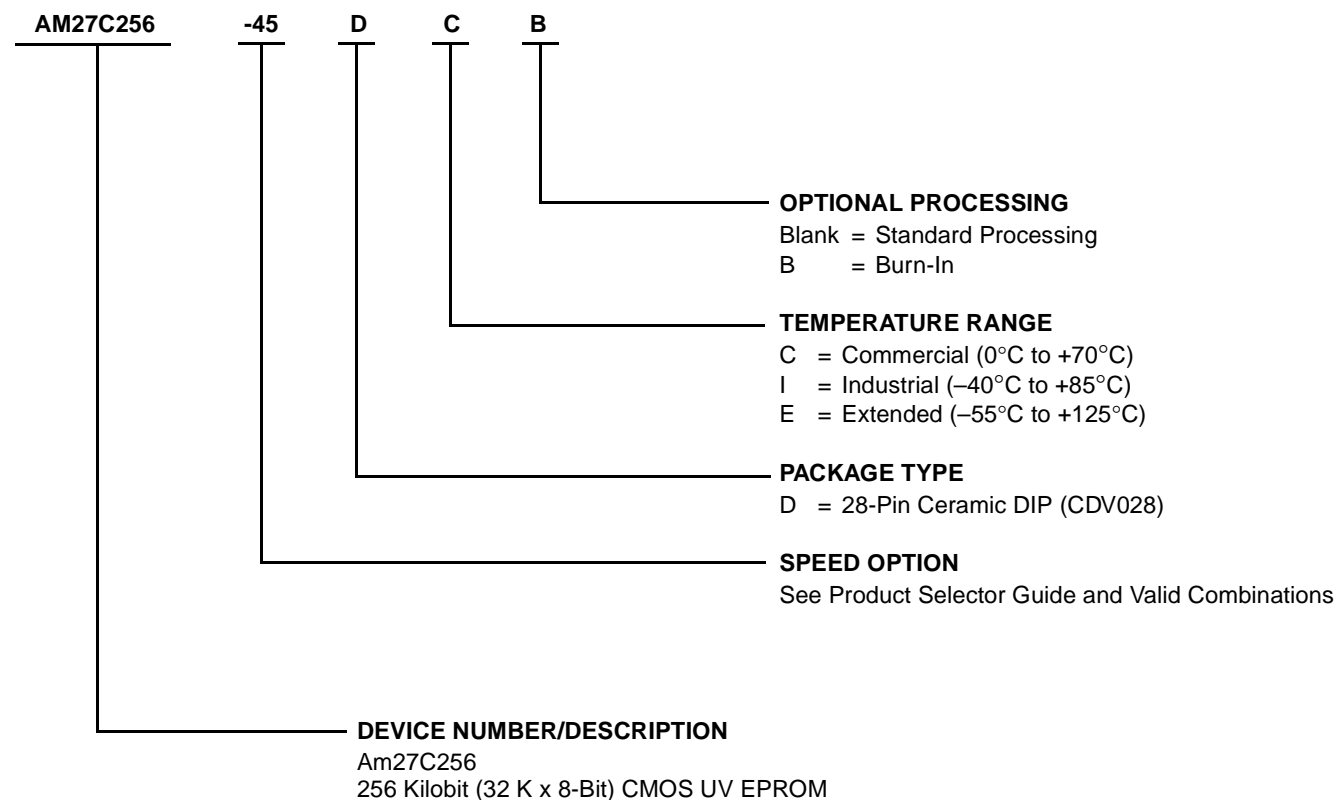 AM27C256 -45 D C B
OPTIONAL PROCESSING
Blank = Standard Processing
B = Burn-In
TEMPERATURE RANGE
C = Commercial (0°C to +70°C)
I = Industrial (–40°C to +85°C)
E = Extended (–55°C to +125°C)
PACKAGE TYPE
D = 28-Pin Ceramic DIP (CDV028)
SPEED OPTION
See Product Selector Guide and Valid Combinations
DEVICE NUMBER/DESCRIPTION
Am27C256
256 Kilobit (32 K x 8-Bit) CMOS UV EPROM